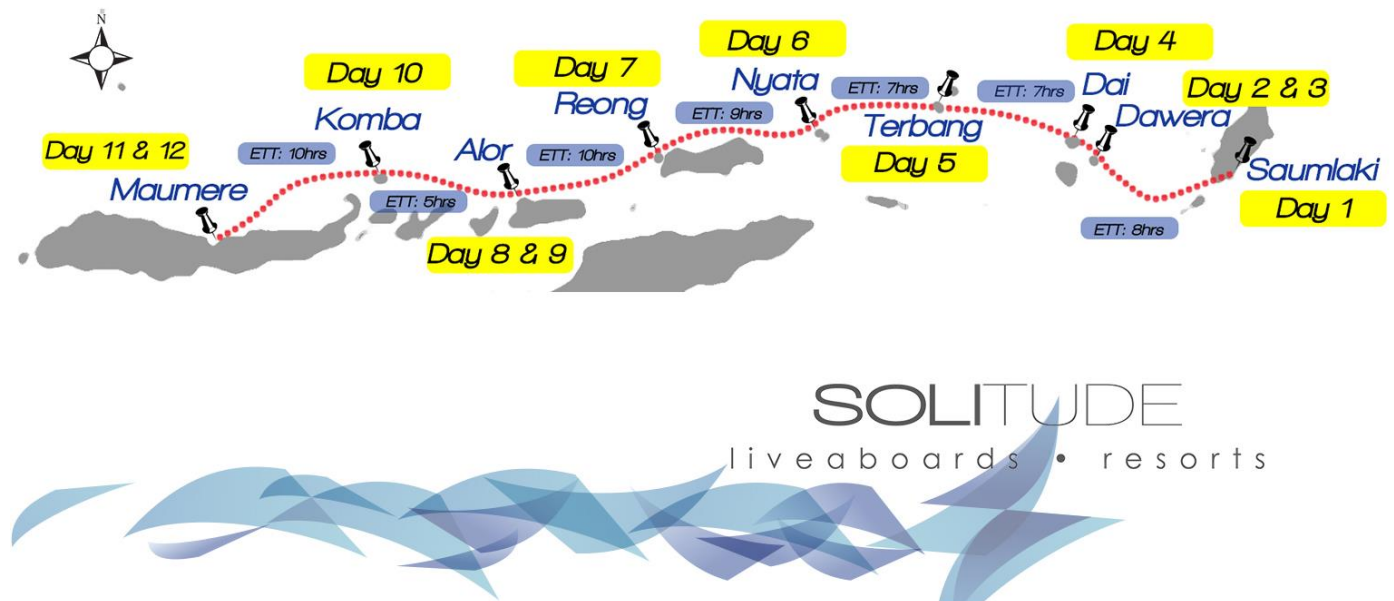 N
Day 6
Day 4
Day 10
Day 7
Nyata
Dai
Day 2 & 3
Reong
ETT: 7hrs
ETT: 7hrs
Komba
ETT: 9hrs
Dawera
Terbang
Day 11 & 12
ETT: 10hrs
Alor
ETT: 10hrs
Day 5
Saumlaki
Maumere
ETT: 5hrs
Day 1
ETT: 8hrs
Day 8 & 9
SOLITUDE
liveaboards • resorts